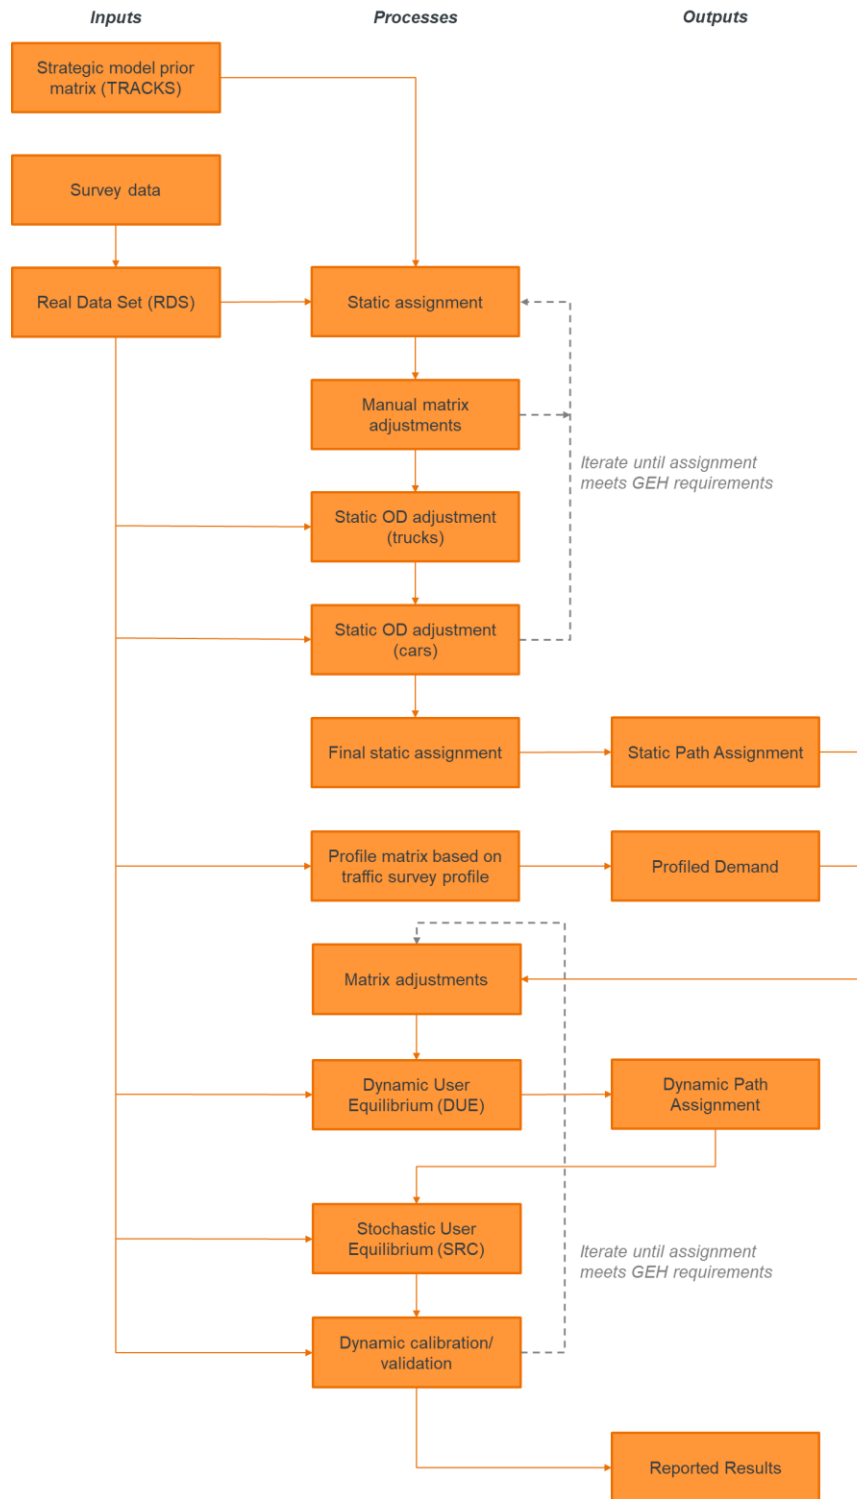 Inputs
Processes
Outputs
Strategic model prior
matrix (TRACKS)
Survey data
Real Data Set (RDS)
Static assignment
Manual matrix
adjustments
Iterate until assignment
meets GEH requirements
Static OD adjustment
(trucks)
Static OD adjustment
(cars)
Final static assignment
Static Path Assignment
Profile matrix based on
traffic survey profile
Profiled Demand
Matrix adjustments
Dynamic User
Equilibrium (DUE)
Dynamic Path
Assignment
Stochastic User
Equilibrium (SRC)
Iterate until assignment
meets GEH requirements
Dynamic calibration/
validation
Reported Results